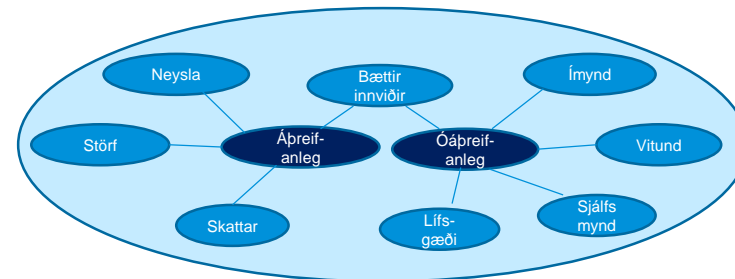 Neysla
Bættir
innviðir
Ímynd
Störf
Áþreif-
anleg
Óáþreif-
anleg
Vitund
Skattar
Lífs-
gæði
Sjálfs
mynd